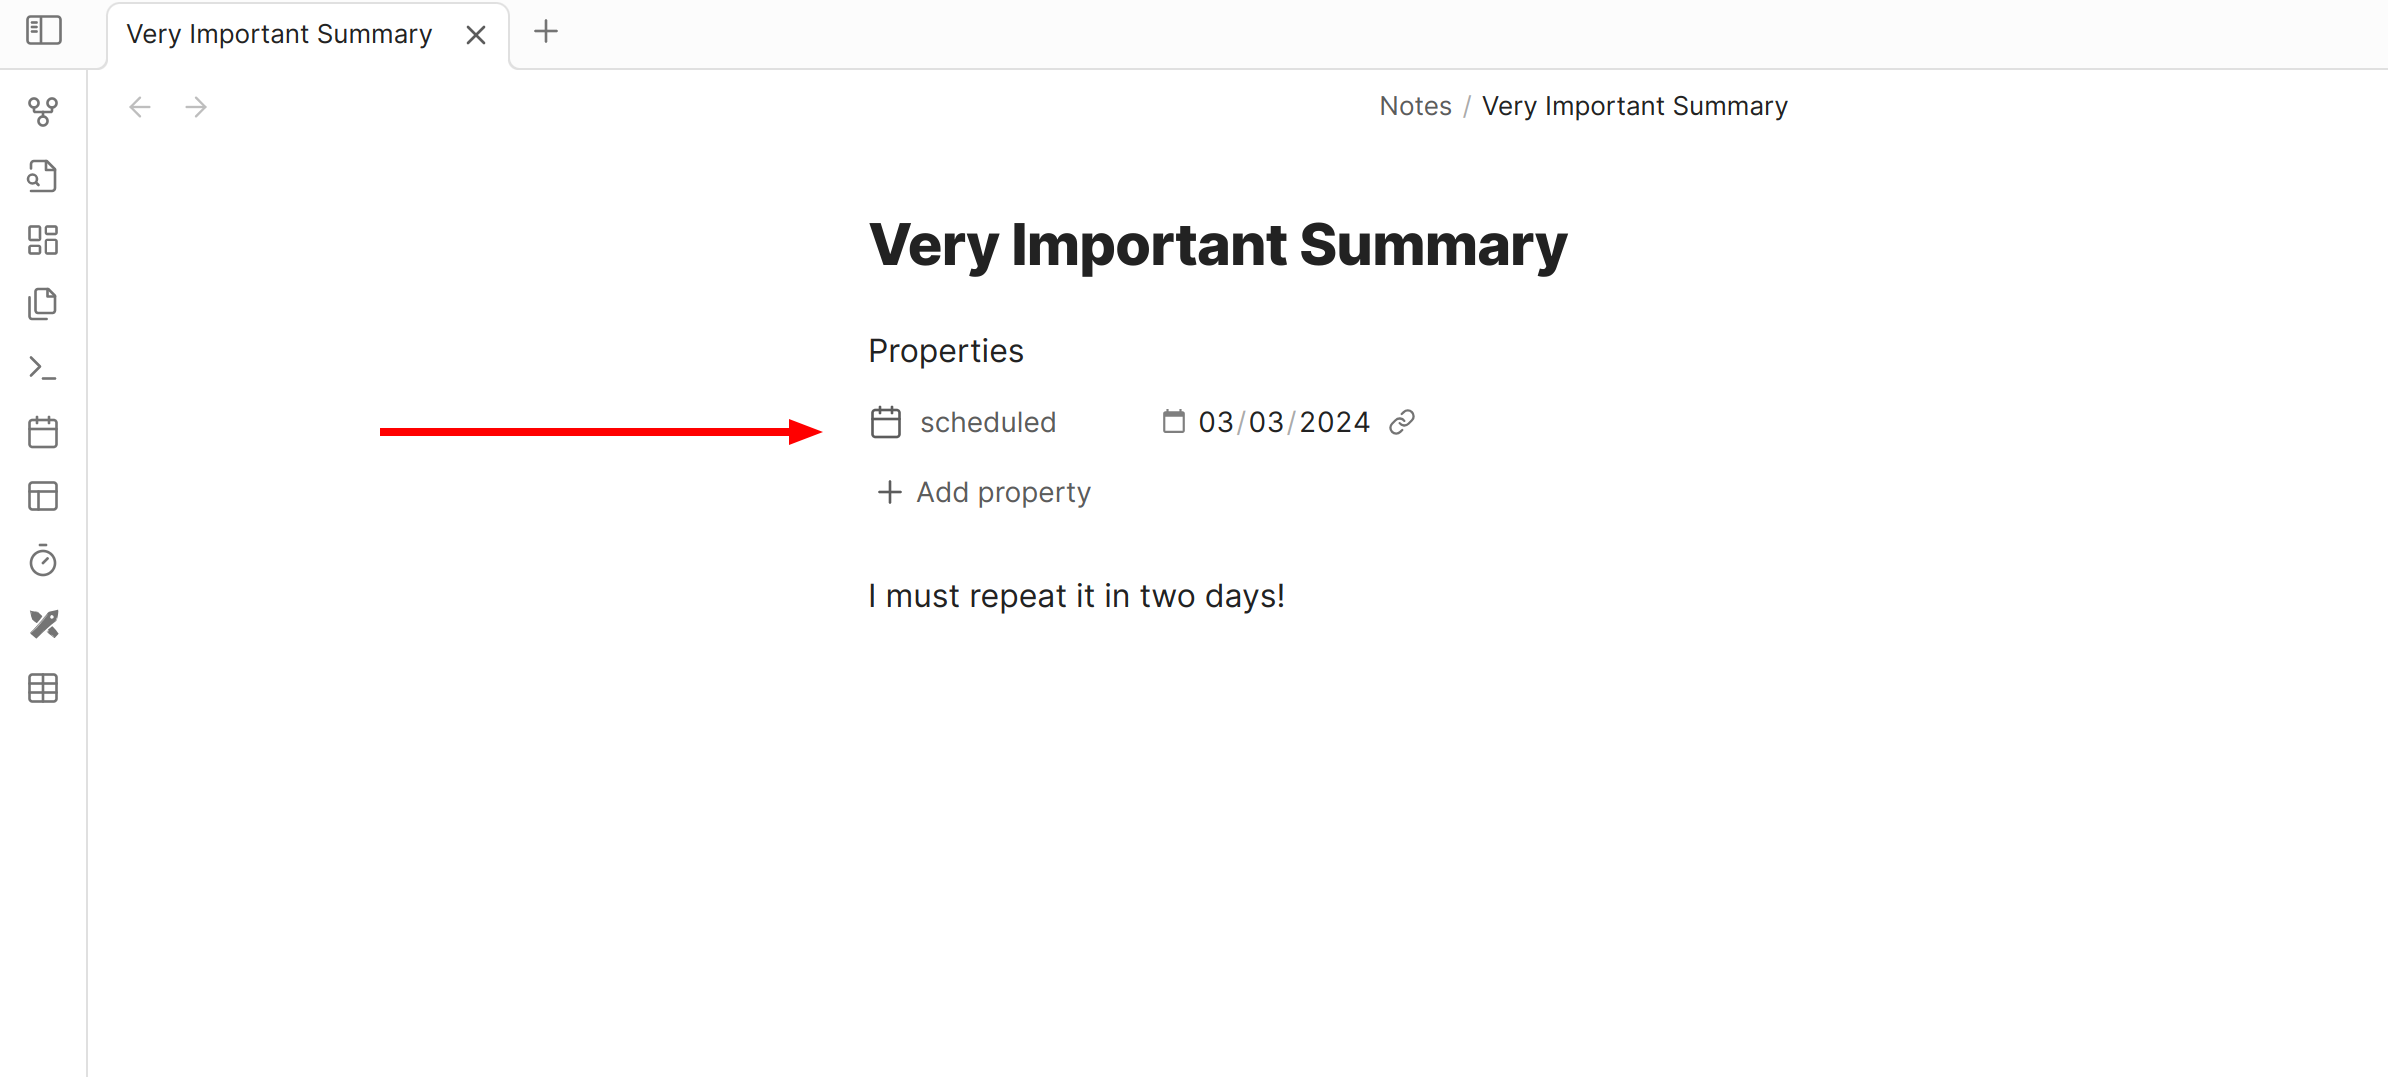 Very Important Summary
Notes / Very Important Summary
Very Important Summary
Properties
scheduled 03/03/2024
Add property
I must repeat it in two days!